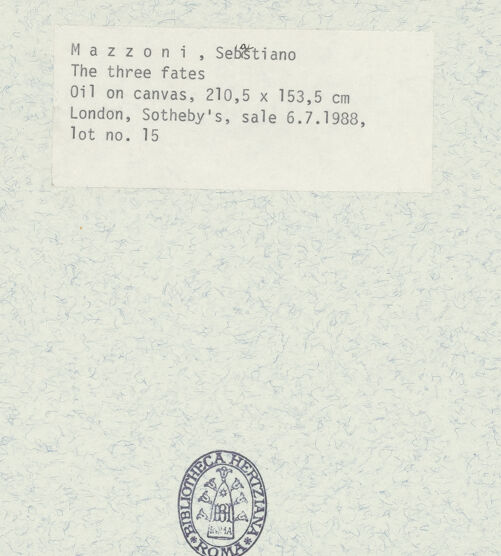 M a z z o n i , Sebastiano
The three fates
Oil on canvas, 210,5 x 153,5 cm
London, Sotheby's, sale 6.7.1988,
lot no. 15
BIBLIOTHECA HERTZIANA
ROMA